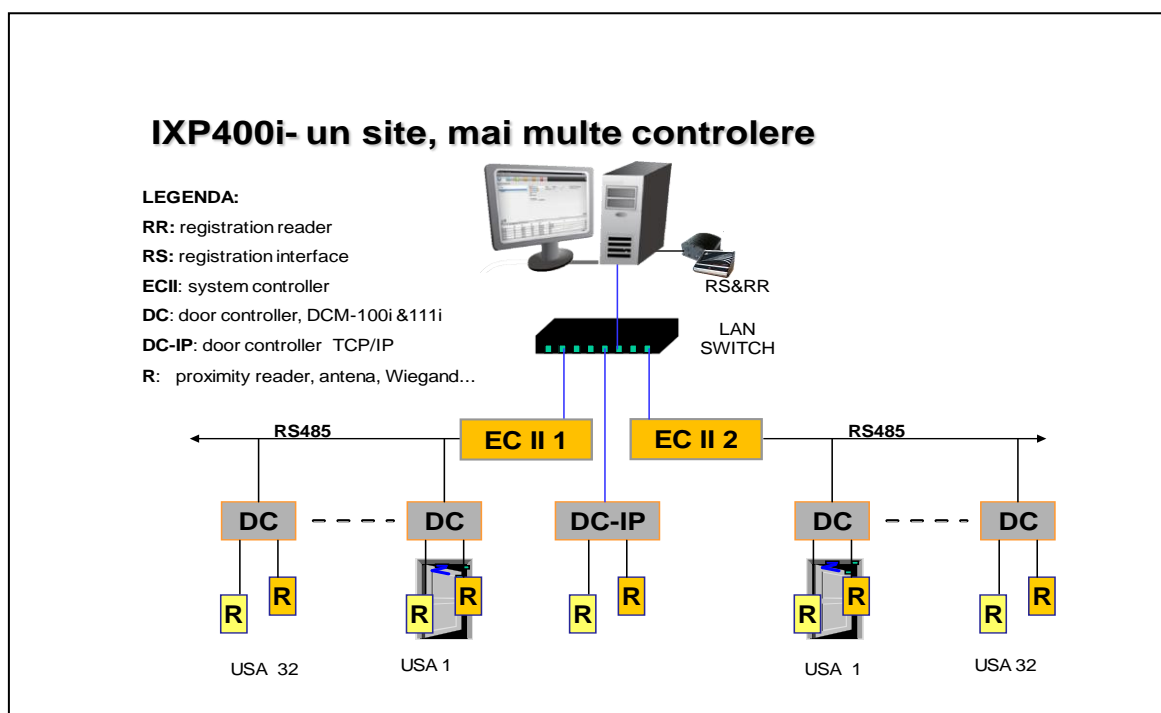 IXP400i- un site, mai multe controlere
LEGENDA:
RR: registration reader
RS: registration interface
ECII: system controller
DC: door controller, DCM-100i &111i
DC-IP: door controller TCP/IP
R: proximity reader, antena, Wiegand...
RS&RR
LAN
SWITCH
RS485
EC II 1
EC II 2
RS485
DC
DC
DC-IP
DC
DC
R
R
R
R
R
R
R
R
R
R
USA 32
USA 1
USA 1
USA 32